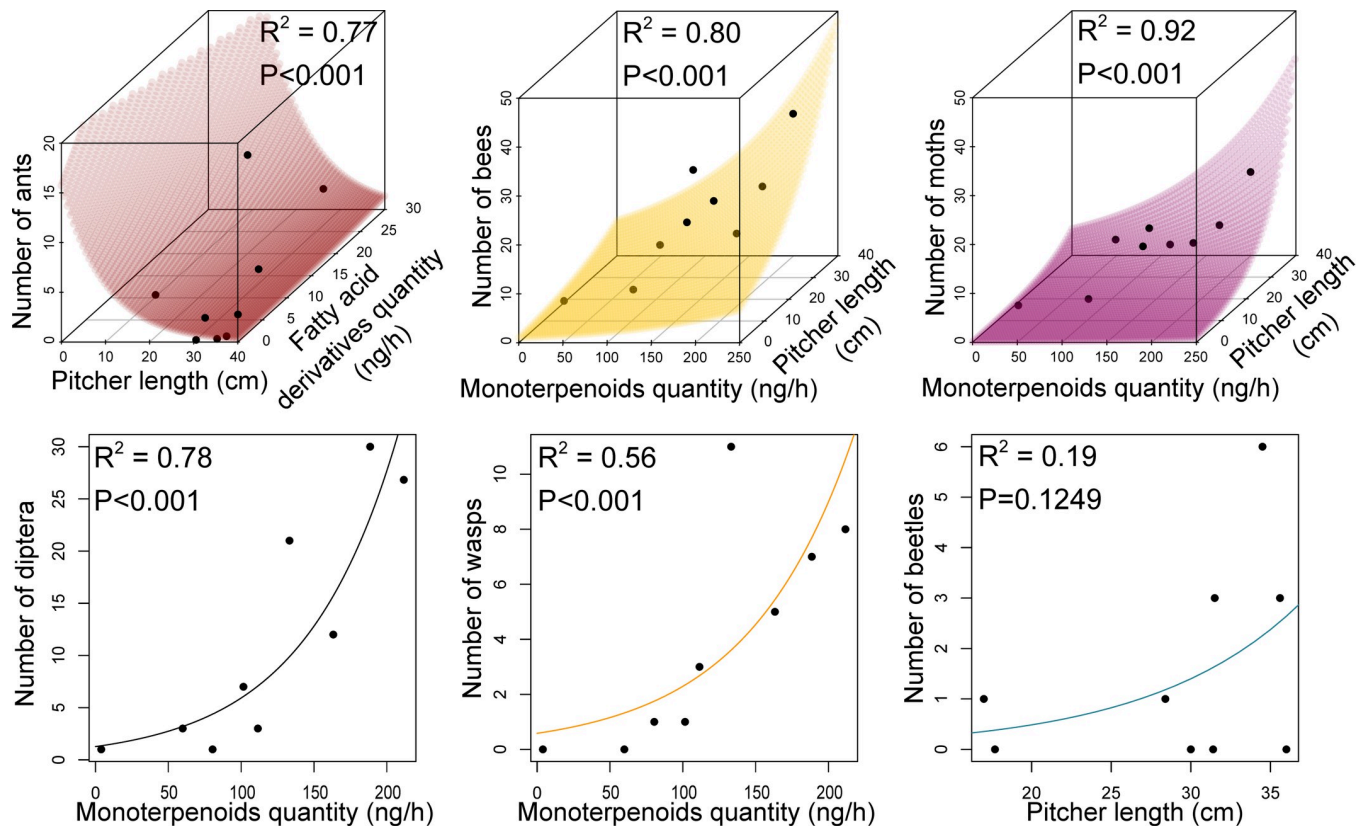 R² = 0.77
P<0.001
Number of ants
20
15
10
5
0
0 10 20 30 40
Pitcher length (cm)
0 5 10 15 20 25 30
Fatty acid
derivatives quantity
(ng/h)
R² = 0.80
P<0.001
Number of bees
50
40
30
20
10
0
0 50 100 150 200 250
Monoterpenoids quantity (ng/h)
0 10 20 30 40
Pitcher length
(cm)
R² = 0.92
P<0.001
Number of moths
50
40
30
20
10
0
0 50 100 150 200 250
Monoterpenoids quantity (ng/h)
0 10 20 30 40
Pitcher length
(cm)
R² = 0.78
P<0.001
Number of diptera
30
25
20
15
10
5
0
0 50 100 150 200
Monoterpenoids quantity (ng/h)
R² = 0.56
P<0.001
Number of wasps
10
8
6
4
2
0
0 50 100 150 200
Monoterpenoids quantity (ng/h)
R² = 0.19
P=0.1249
Number of beetles
6
5
4
3
2
1
0
20 25 30 35
Pitcher length (cm)